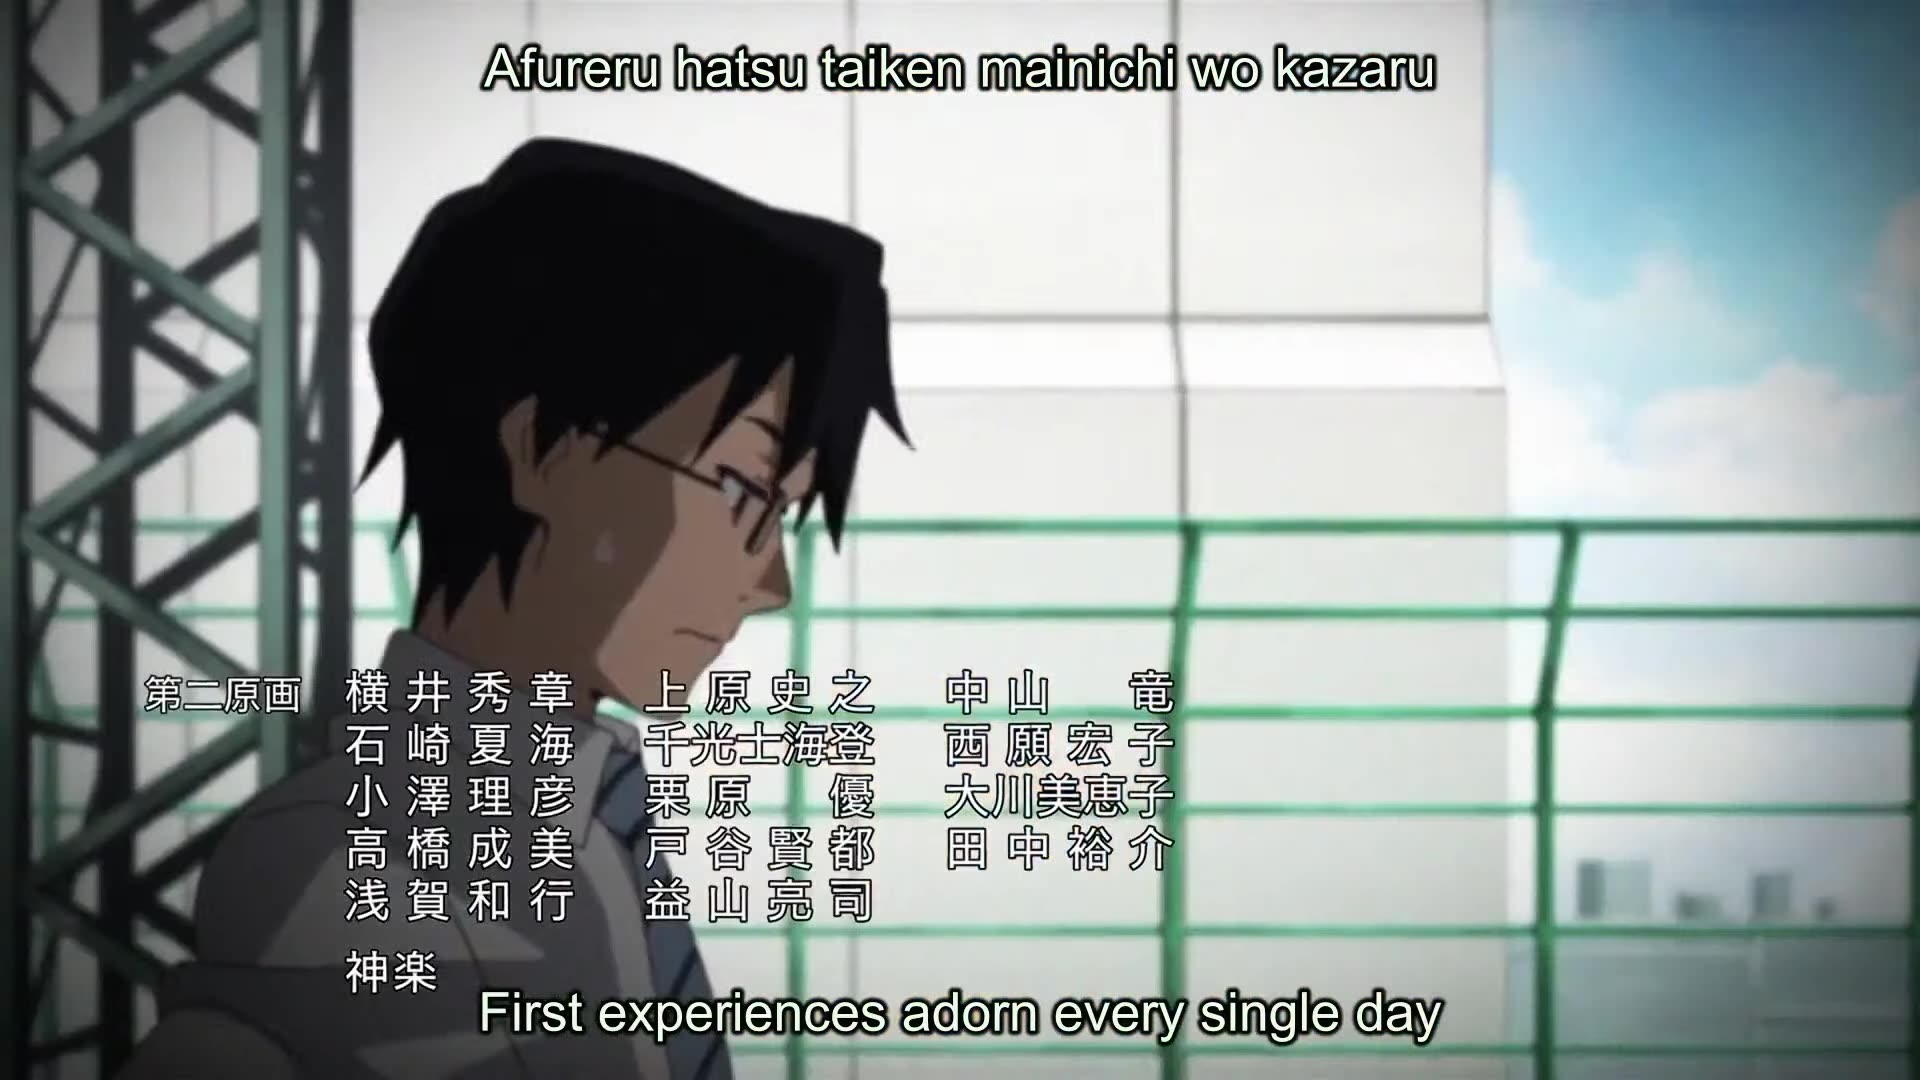 Afureru hatsu taiken mainichi wo kazaru
第二原画 横井秀章 上原史之 中山 竜
石崎夏海 千光士海登 西願宏子
小澤理彦 栗原 優 大川美恵子
高橋成美 戸谷賢都 田中裕介
浅賀和行 益山亮司
神楽
First experiences adorn every single day